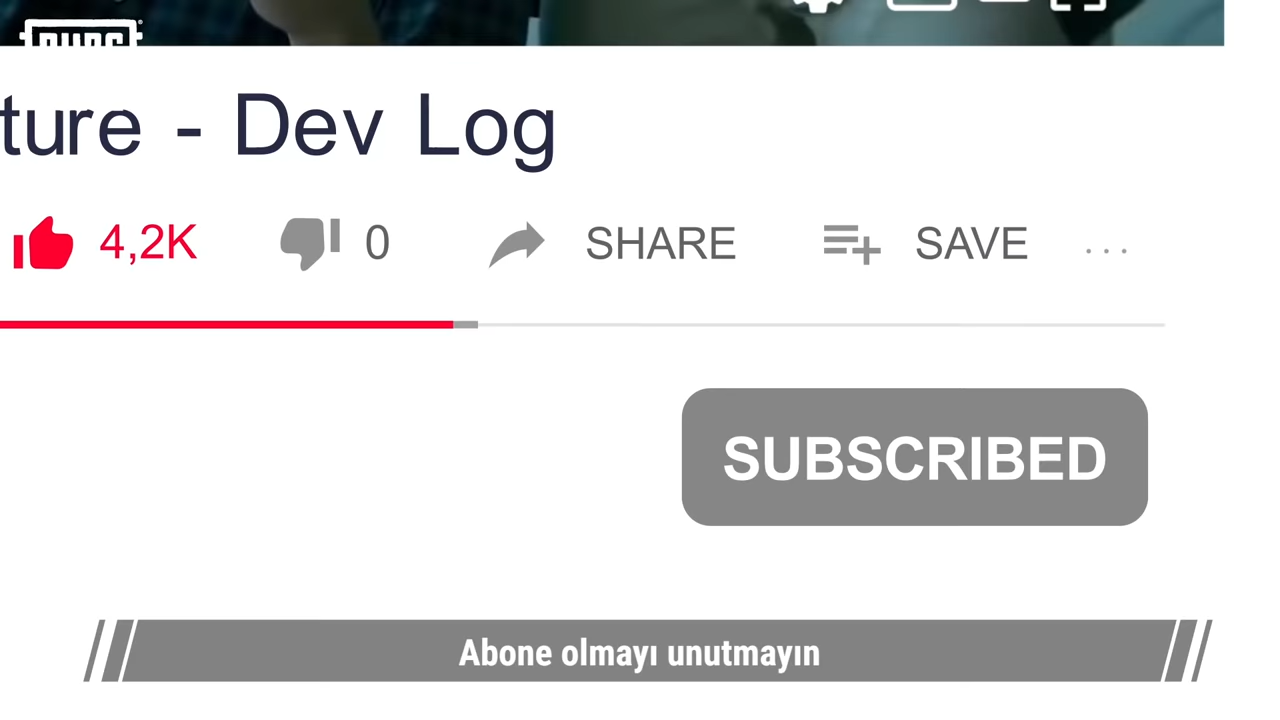 ture - Dev Log
4,2K 0 SHARE SAVE ...
SUBSCRIBED
Abone olmayı unutmayın